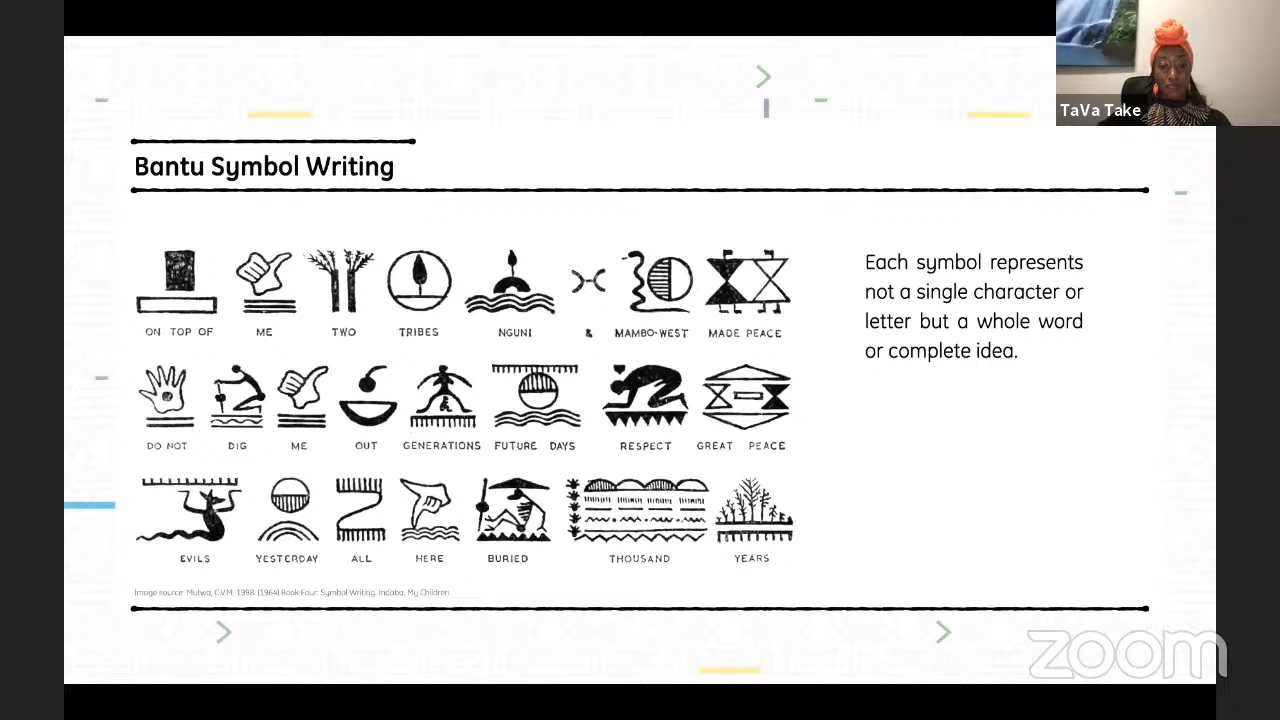 TaVa Take
Bantu Symbol Writing
ON TOP OF ME TWO TRIBES NGUNI & MAMBO-WEST MADE PEACE
DO NOT DIG ME OUT GENERATIONS FUTURE DAYS RESPECT GREAT PEACE
EVILS YESTERDAY ALL HERE BURIED THOUSAND YEARS
Each symbol represents
not a single character or
letter but a whole word
or complete idea.
Image source: Mutwa, C.V.M. 1998. (1964) Book Four: Symbol Writing. Indaba, My Children
zoom